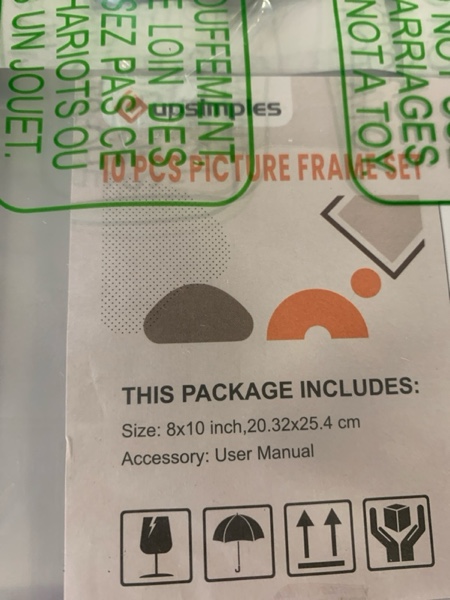 OUFFEMENT
E LOIN DES
SEZ PAS CE
HARIOTS OU
UN JOUET.
NOT
ARRIAGES
NOT A TOY
upsimples
10 PCS PICTURE FRAME SET
THIS PACKAGE INCLUDES:
Size: 8x10 inch,20.32x25.4 cm
Accessory: User Manual